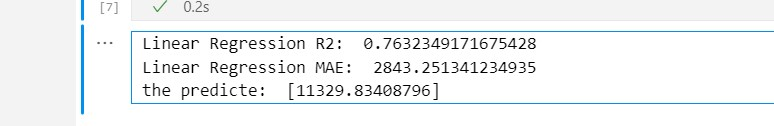 [7]
0.2s
...
Linear Regression R2:  0.7632349171675428
Linear Regression MAE:  2843.251341234935
the predicte:  [11329.83408796]